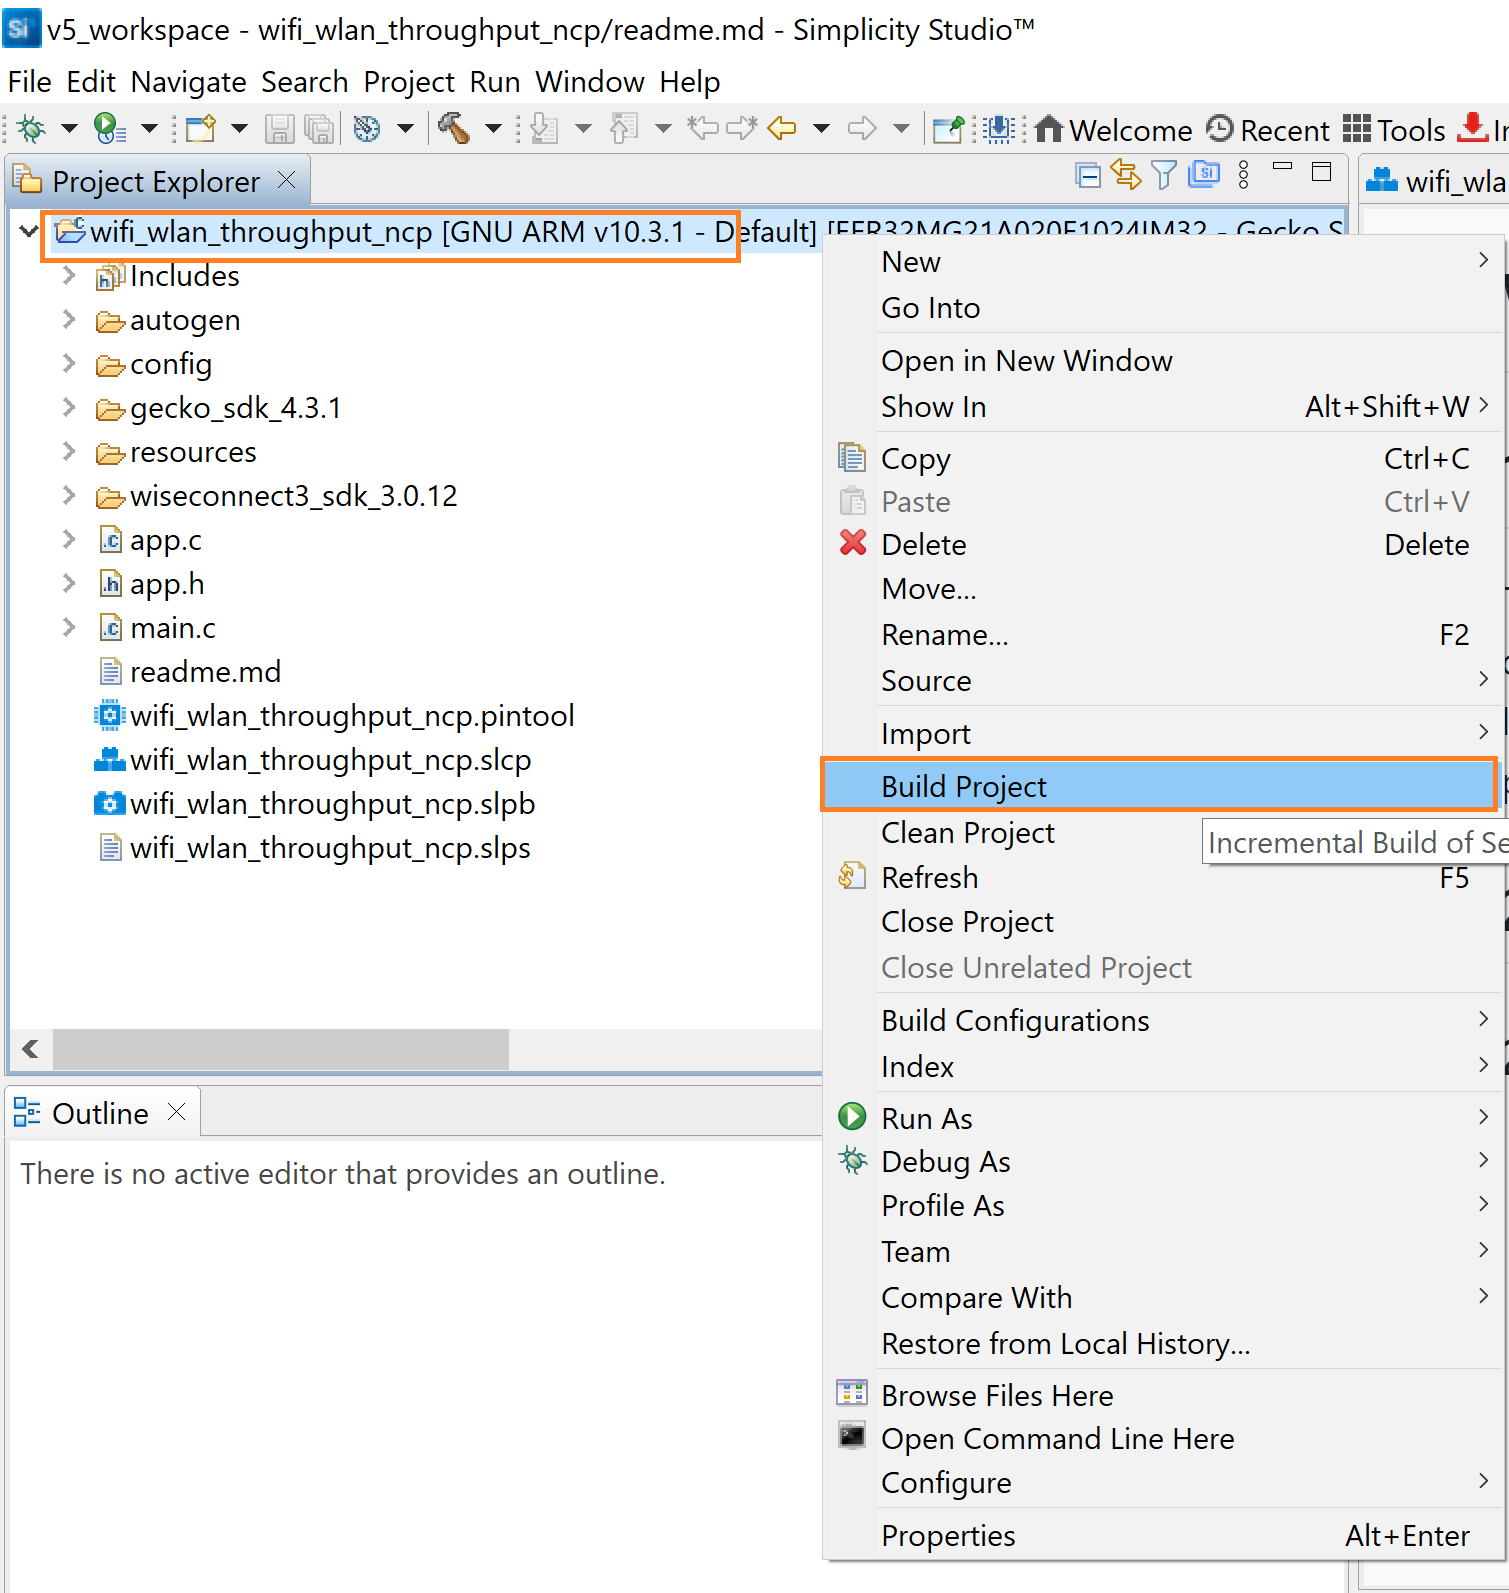 v5_workspace - wifi_wlan_throughput_ncp/readme.md - Simplicity Studio™
File Edit Navigate Search Project Run Window Help
Welcome Recent Tools
Project Explorer
wifi_wlan_throughput_ncp [GNU ARM v10.3.1 - Default] [EFR32MG21A020F1024IM32 - Gecko S
Includes
autogen
config
gecko_sdk_4.3.1
resources
wiseconnect3_sdk_3.0.12
app.c
app.h
main.c
readme.md
wifi_wlan_throughput_ncp.pintool
wifi_wlan_throughput_ncp.slcp
wifi_wlan_throughput_ncp.slpb
wifi_wlan_throughput_ncp.slps
Outline
There is no active editor that provides an outline.
wifi_wla
New
Go Into
Open in New Window
Show In Alt+Shift+W
Copy Ctrl+C
Paste Ctrl+V
Delete Delete
Move...
Rename... F2
Source
Import
Build Project
Incremental Build of Se
Clean Project
Refresh F5
Close Project
Close Unrelated Project
Build Configurations
Index
Run As
Debug As
Profile As
Team
Compare With
Restore from Local History...
Browse Files Here
Open Command Line Here
Configure
Properties Alt+Enter